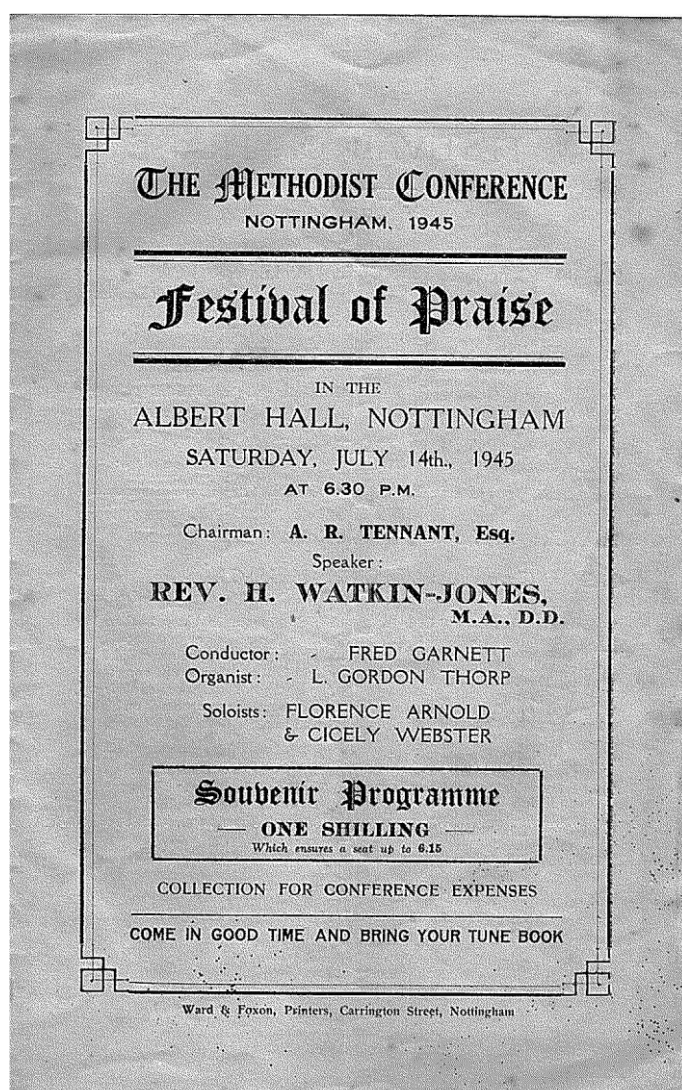 THE METHODIST CONFERENCE
NOTTINGHAM, 1945
Festival of Praise
IN THE
ALBERT HALL, NOTTINGHAM
SATURDAY, JULY 14th., 1945
AT 6.30 P.M.
Chairman: A. R. TENNANT, Esq.
Speaker:
REV. H. WATKIN-JONES,
M.A., D.D.
Conductor: - FRED GARNETT
Organist: - L. GORDON THORP
Soloists: FLORENCE ARNOLD
& CICELY WEBSTER
Souvenir Programme
— ONE SHILLING —
Which ensures a seat up to 6.15
COLLECTION FOR CONFERENCE EXPENSES
COME IN GOOD TIME AND BRING YOUR TUNE BOOK
Ward & Foxon, Printers, Carrington Street, Nottingham